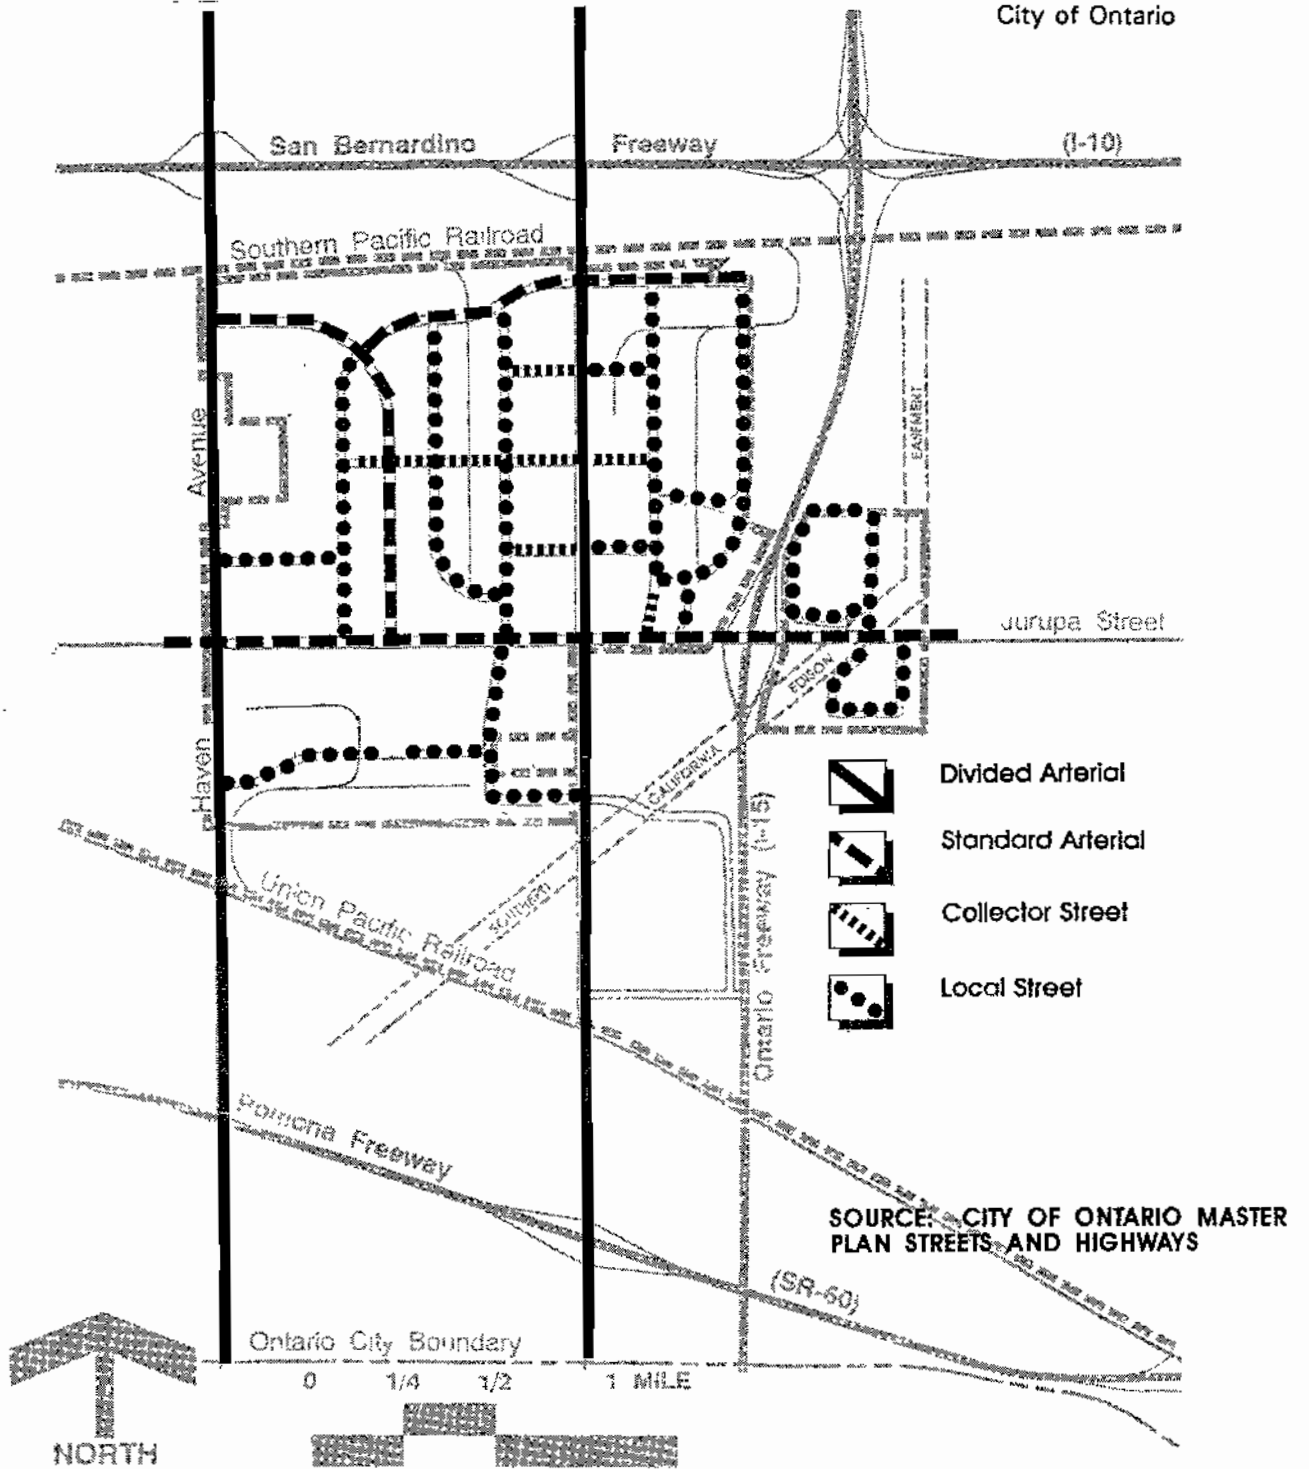 City of Ontario
San Bernardino Freeway (I-10)
Southern Pacific Railroad
Avenue
EASEMENT
Jurupa Street
EDISON
Haven
CALIFORNIA
Divided Arterial
Standard Arterial
Ontario Freeway (I-15)
Union Pacific Railroad
SOUTHERN
Collector Street
Local Street
Pomona Freeway
SOURCE: CITY OF ONTARIO MASTER
PLAN STREETS AND HIGHWAYS
(SR-60)
Ontario City Boundary
0 1/4 1/2 1 MILE
NORTH